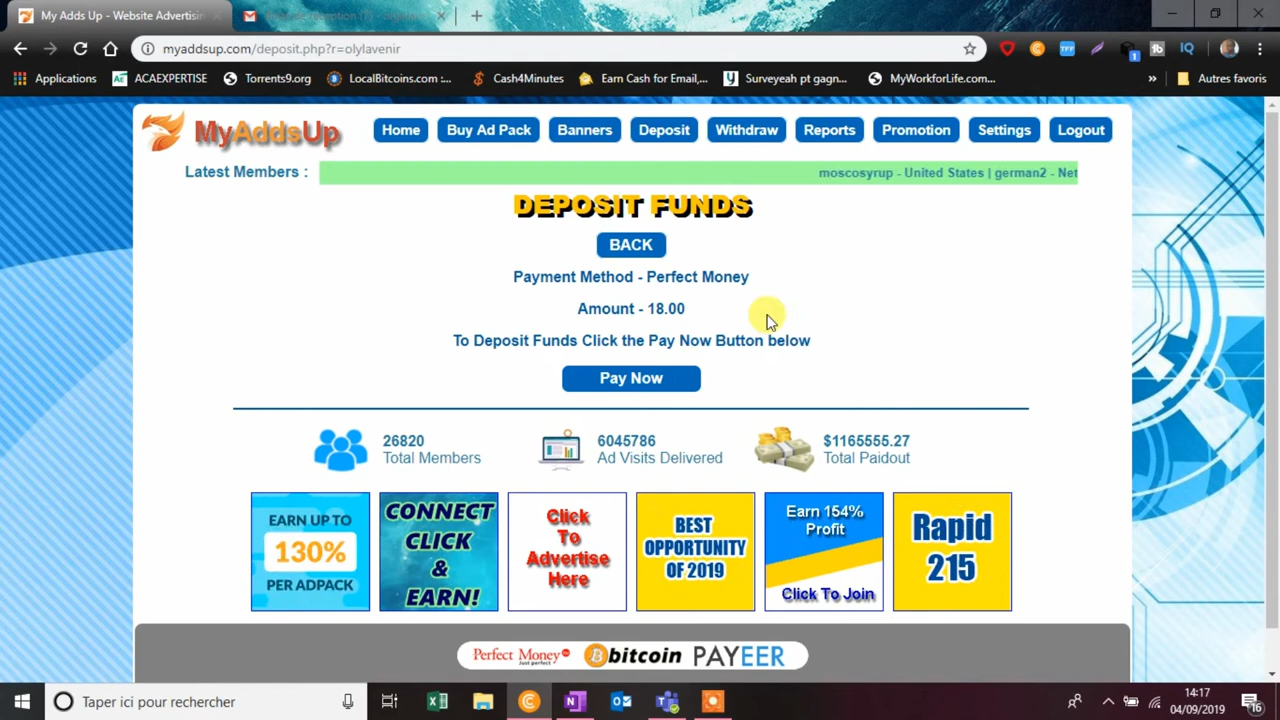 My Adds Up - Website Advertisin
myaddsup.com/deposit.php?r=olylavenir
Applications ACAEXPERTISE Torrents9.org LocalBitcoins.com :... Cash4Minutes Earn Cash for Email,... Surveyeah pt gagn... MyWorkforLife.com... » Autres favoris
MyAddsUp Home Buy Ad Pack Banners Deposit Withdraw Reports Promotion Settings Logout
Latest Members : moscosyrup - United States | german2 - Net
DEPOSIT FUNDS
BACK
Payment Method - Perfect Money
Amount - 18.00
To Deposit Funds Click the Pay Now Button below
Pay Now
26820
Total Members
6045786
Ad Visits Delivered
$1165555.27
Total Paidout
EARN UP TO
130%
PER ADPACK
CONNECT
CLICK
&
EARN!
Click
To
Advertise
Here
BEST
OPPORTUNITY
OF 2019
Earn 154%
Profit
Click To Join
Rapid
215
Perfect Money
Just perfect
bitcoin
PAYEER
Taper ici pour rechercher
14:17
04/09/2019
16